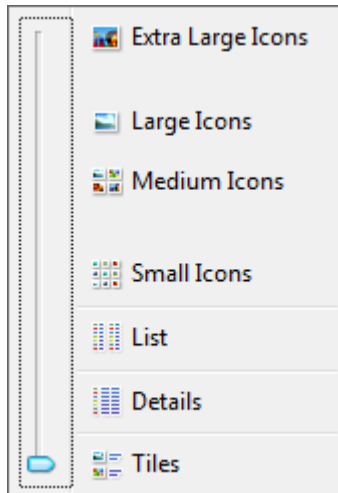 Extra Large Icons
Large Icons
Medium Icons
Small Icons
List
Details
Tiles